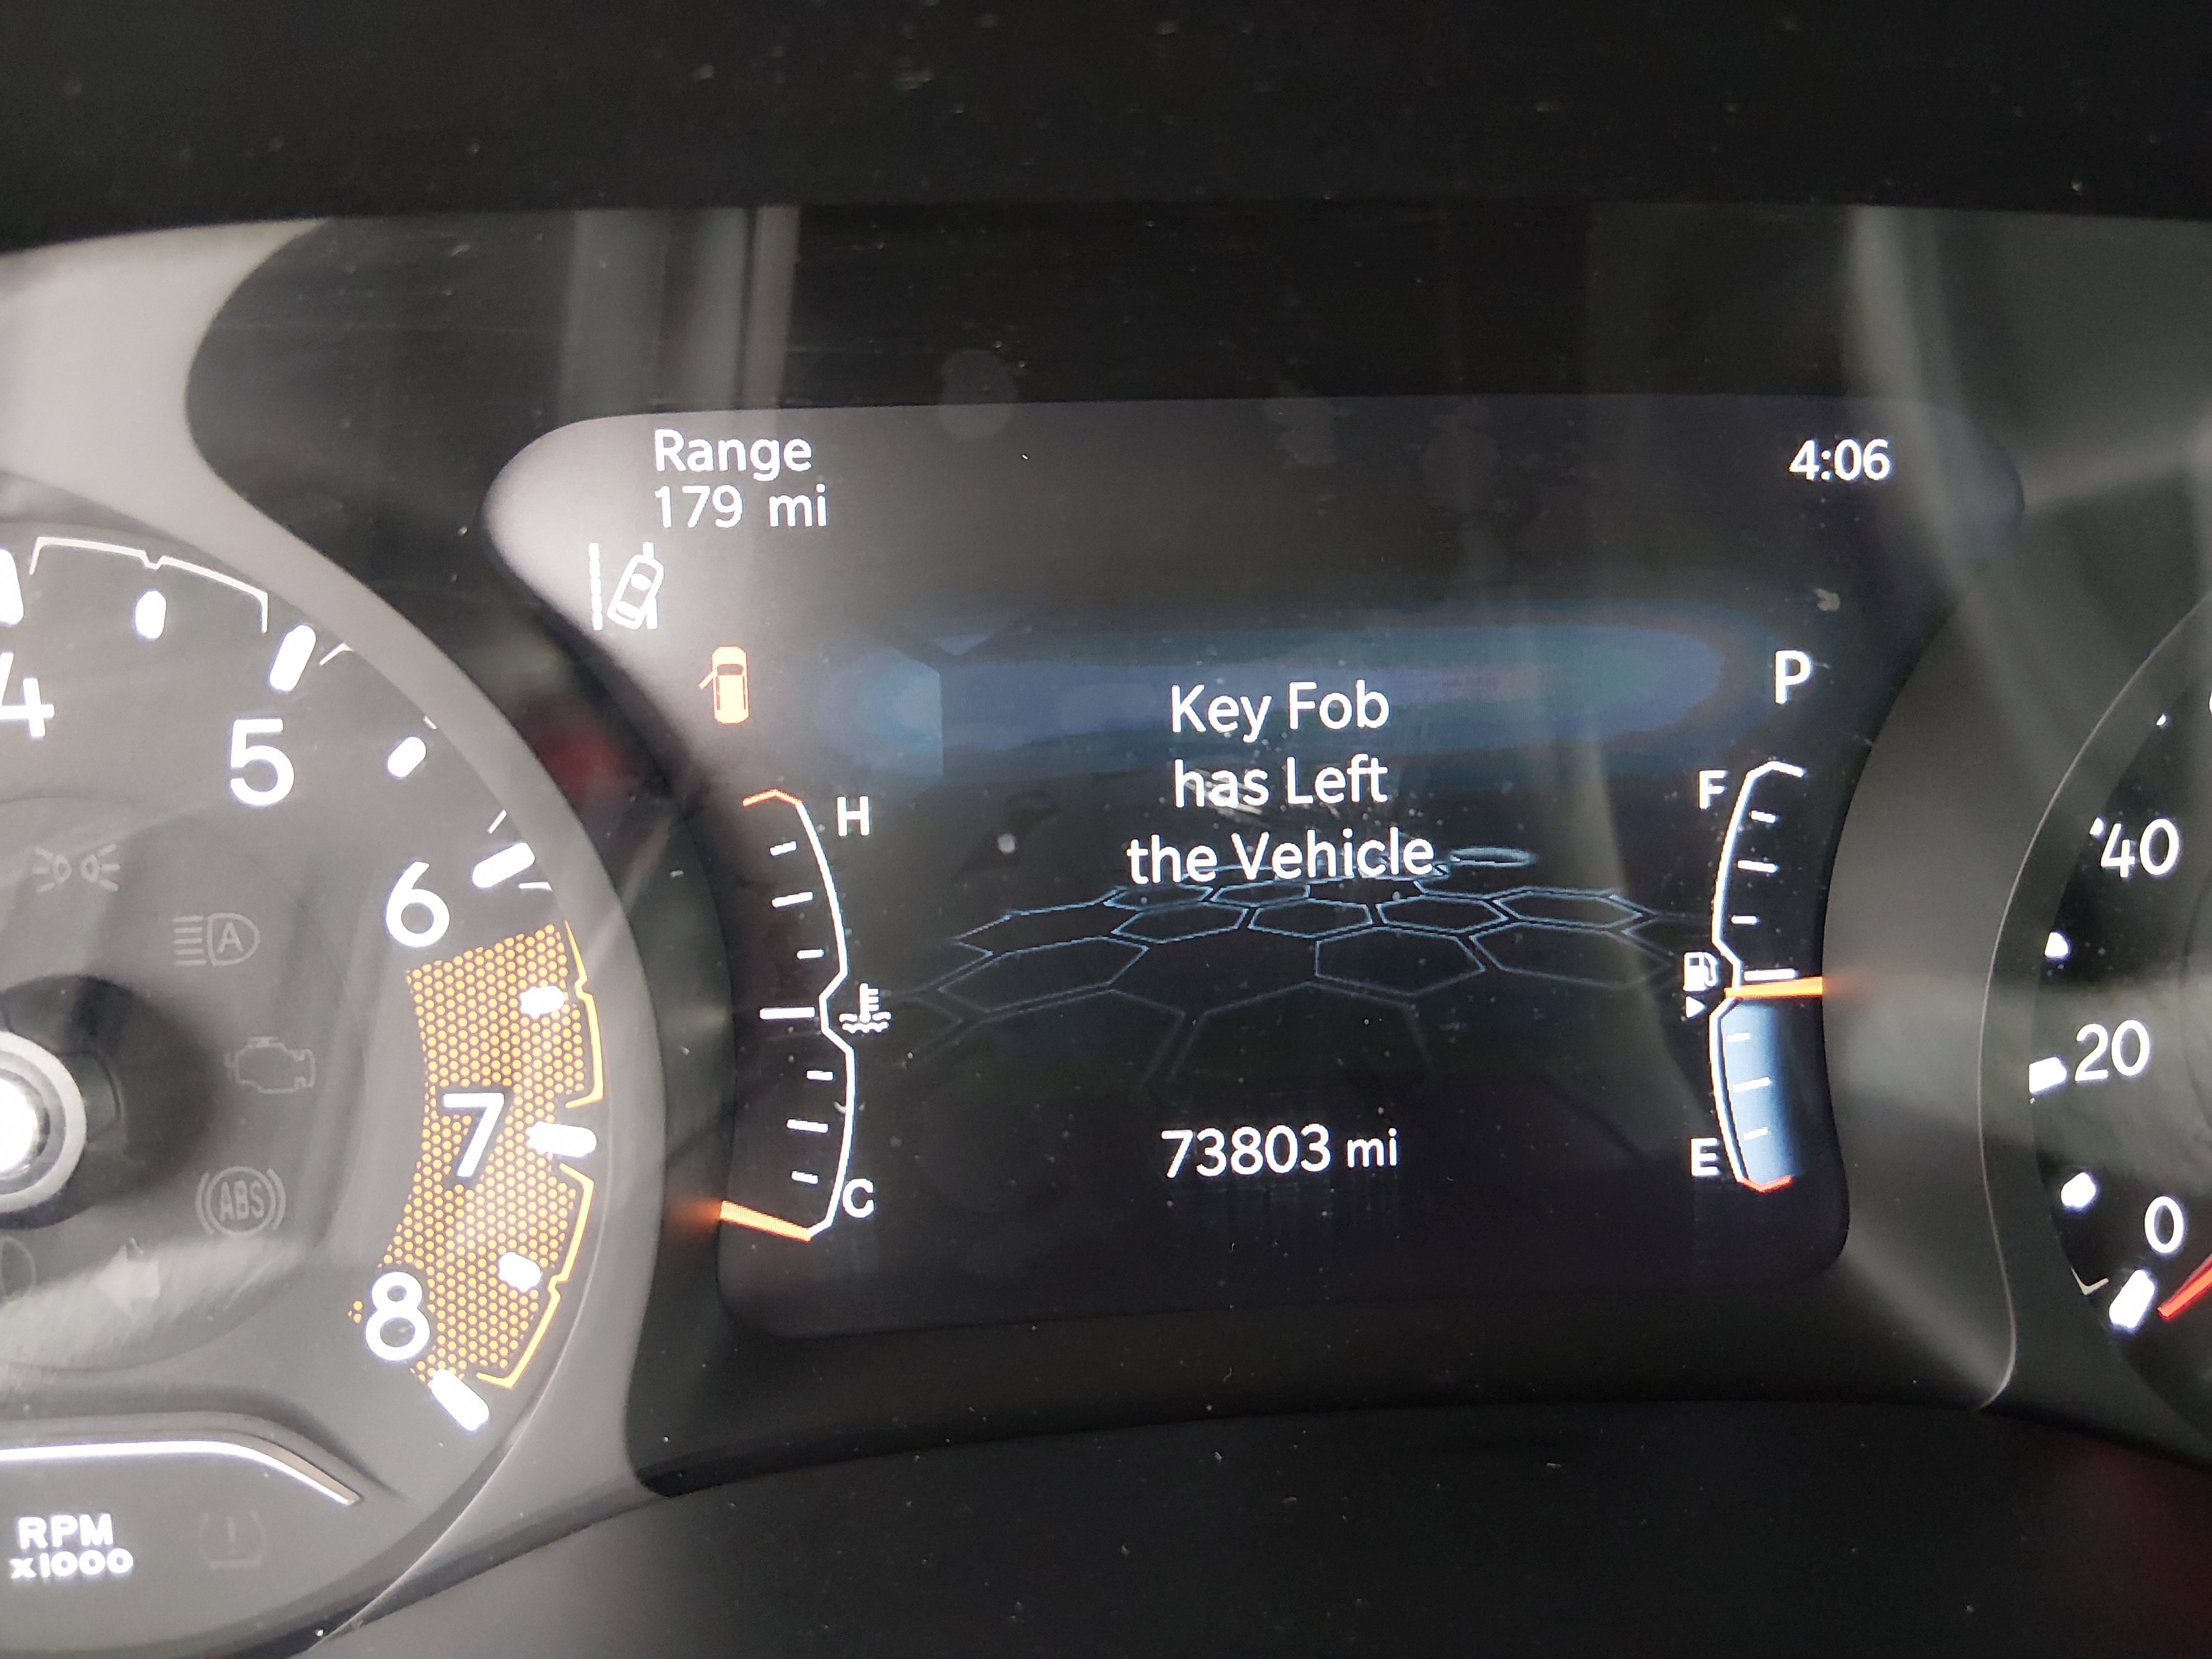 Range
179 mi
4:06
P
Key Fob
has Left
the Vehicle
H
F
C
E
73803 mi
4
5
6
7
8
A
ABS
RPM
x1000
40
20
0